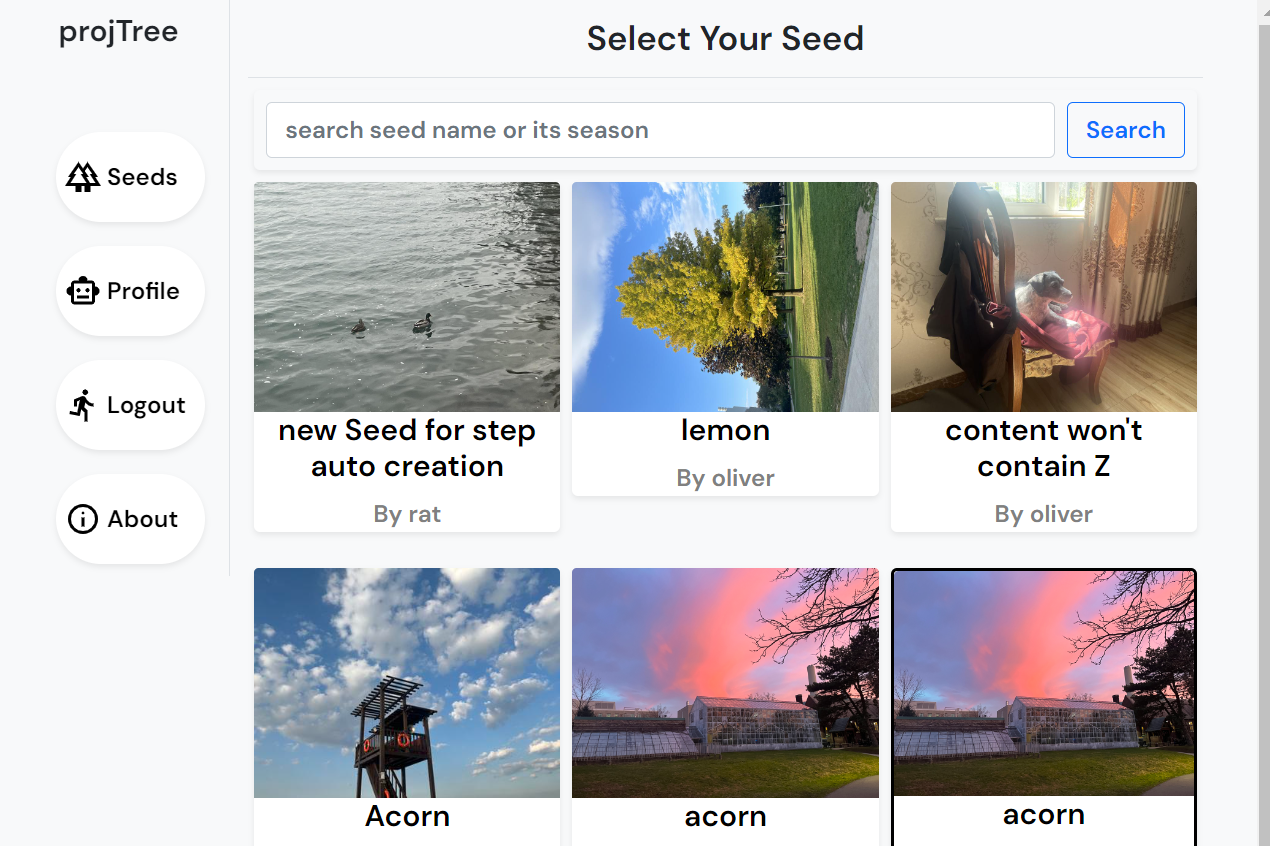 projTree
Select Your Seed
search seed name or its season
Search
Seeds
Profile
Logout
About
new Seed for step
auto creation
By rat
lemon
By oliver
content won't
contain Z
By oliver
Acorn
acorn
acorn